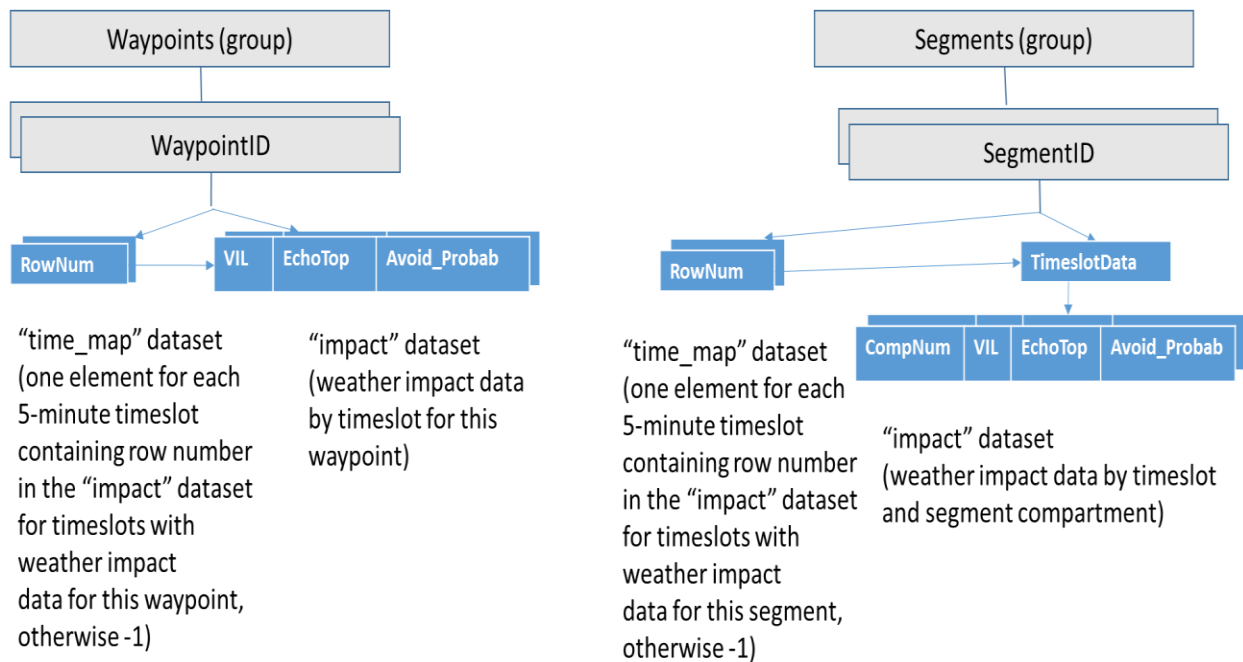 Waypoints (group)
WaypointID
RowNum
VIL EchoTop Avoid_Probab
“time_map” dataset
(one element for each
5-minute timeslot
containing row number
in the “impact” dataset
for timeslots with
weather impact
data for this waypoint,
otherwise -1)
“impact” dataset
(weather impact data
by timeslot for this
waypoint)
Segments (group)
SegmentID
RowNum
TimeslotData
CompNum VIL EchoTop Avoid_Probab
“time_map” dataset
(one element for each
5-minute timeslot
containing row number
in the “impact” dataset
for timeslots with
weather impact
data for this segment,
otherwise -1)
“impact” dataset
(weather impact data by timeslot
and segment compartment)